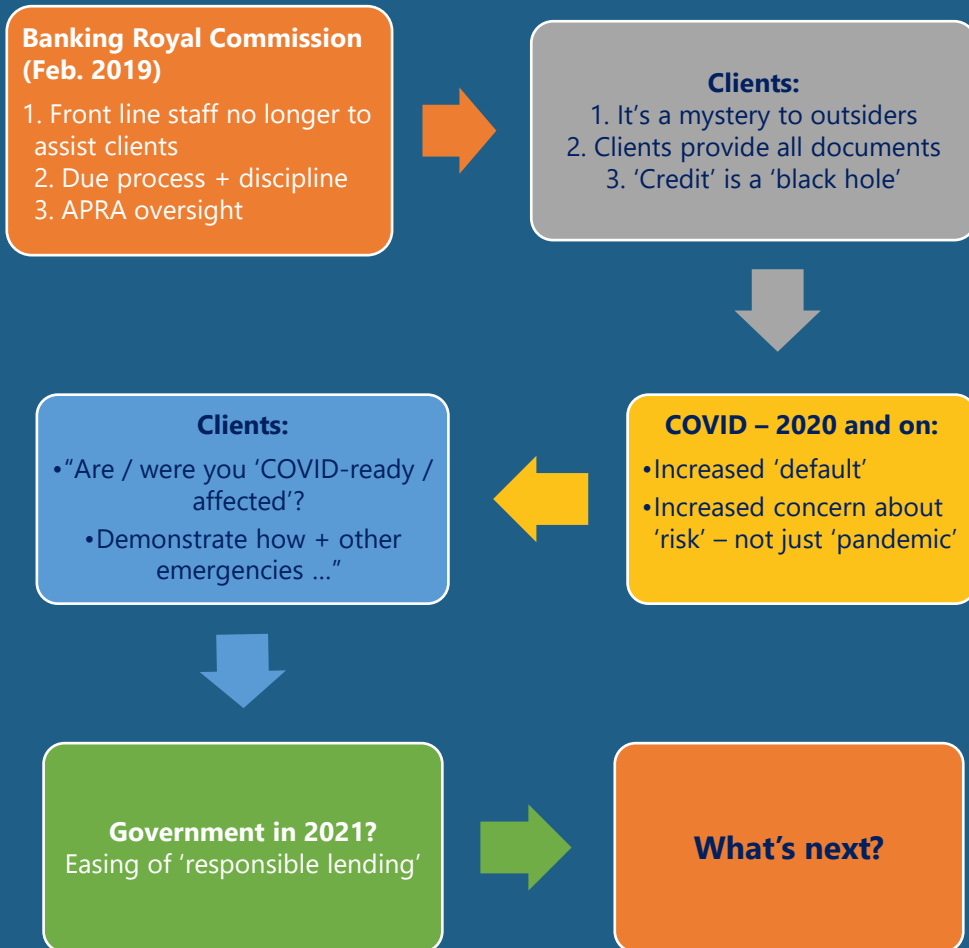 Banking Royal Commission
(Feb. 2019)
1. Front line staff no longer to
assist clients
2. Due process + discipline
3. APRA oversight
Clients:
1. It’s a mystery to outsiders
2. Clients provide all documents
3. ‘Credit’ is a ‘black hole’
COVID – 2020 and on:
•Increased ‘default’
•Increased concern about
‘risk’ – not just ‘pandemic’
Clients:
•“Are / were you ‘COVID-ready /
affected’?
•Demonstrate how + other
emergencies …”
Government in 2021?
Easing of ‘responsible lending’
What’s next?